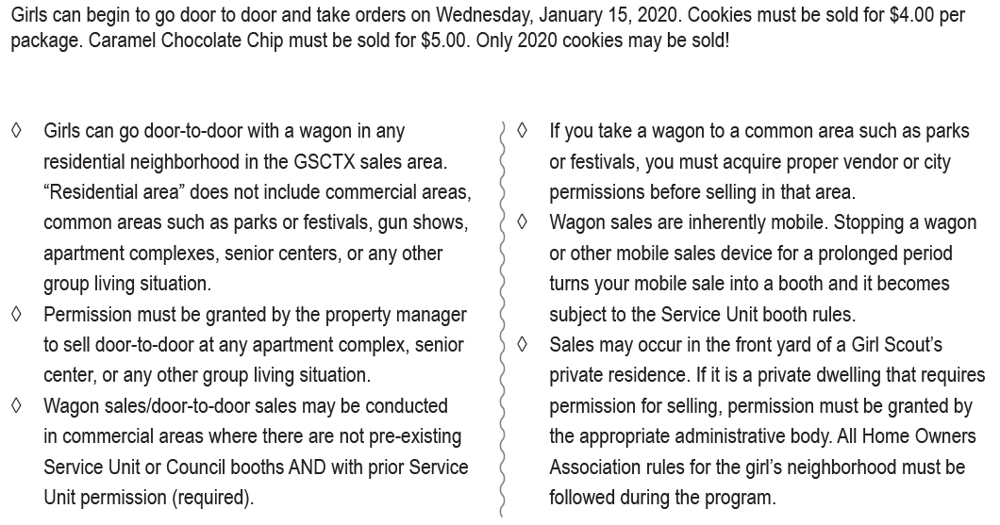 Girls can begin to go door to door and take orders on Wednesday, January 15, 2020. Cookies must be sold for $4.00 per
package. Caramel Chocolate Chip must be sold for $5.00. Only 2020 cookies may be sold!
◊ Girls can go door-to-door with a wagon in any
residential neighborhood in the GSCTX sales area.
“Residential area” does not include commercial areas,
common areas such as parks or festivals, gun shows,
apartment complexes, senior centers, or any other
group living situation.
◊ Permission must be granted by the property manager
to sell door-to-door at any apartment complex, senior
center, or any other group living situation.
◊ Wagon sales/door-to-door sales may be conducted
in commercial areas where there are not pre-existing
Service Unit or Council booths AND with prior Service
Unit permission (required).
◊ If you take a wagon to a common area such as parks
or festivals, you must acquire proper vendor or city
permissions before selling in that area.
◊ Wagon sales are inherently mobile. Stopping a wagon
or other mobile sales device for a prolonged period
turns your mobile sale into a booth and it becomes
subject to the Service Unit booth rules.
◊ Sales may occur in the front yard of a Girl Scout’s
private residence. If it is a private dwelling that requires
permission for selling, permission must be granted by
the appropriate administrative body. All Home Owners
Association rules for the girl’s neighborhood must be
followed during the program.